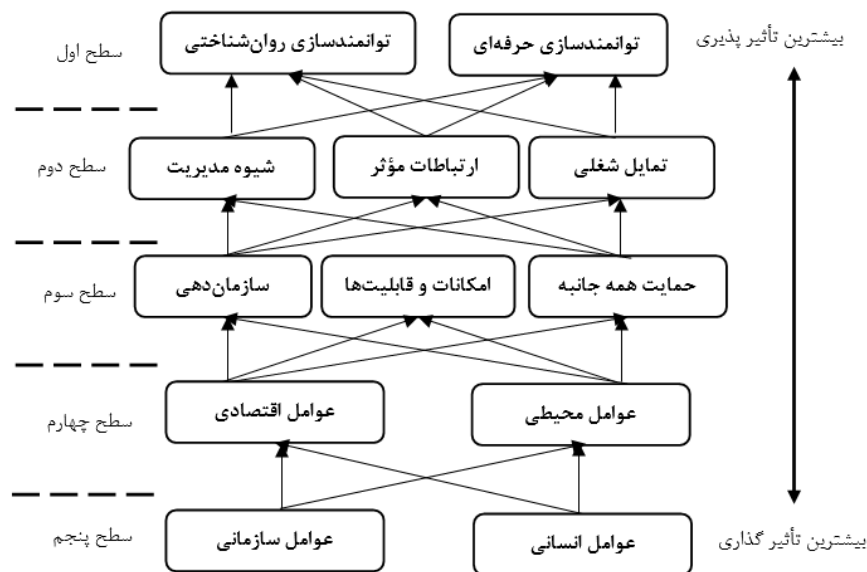 بیشترین تأثیر پذیری
توانمندسازی حرفه‌ای
توانمندسازی روان‌شناختی
سطح اول
تمایل شغلی
ارتباطات مؤثر
شیوه مدیریت
سطح دوم
حمایت همه جانبه
امکانات و قابلیت‌ها
سازمان‌دهی
سطح سوم
عوامل محیطی
عوامل اقتصادی
سطح چهارم
بیشترین تأثیر گذاری
عوامل انسانی
عوامل سازمانی
سطح پنجم